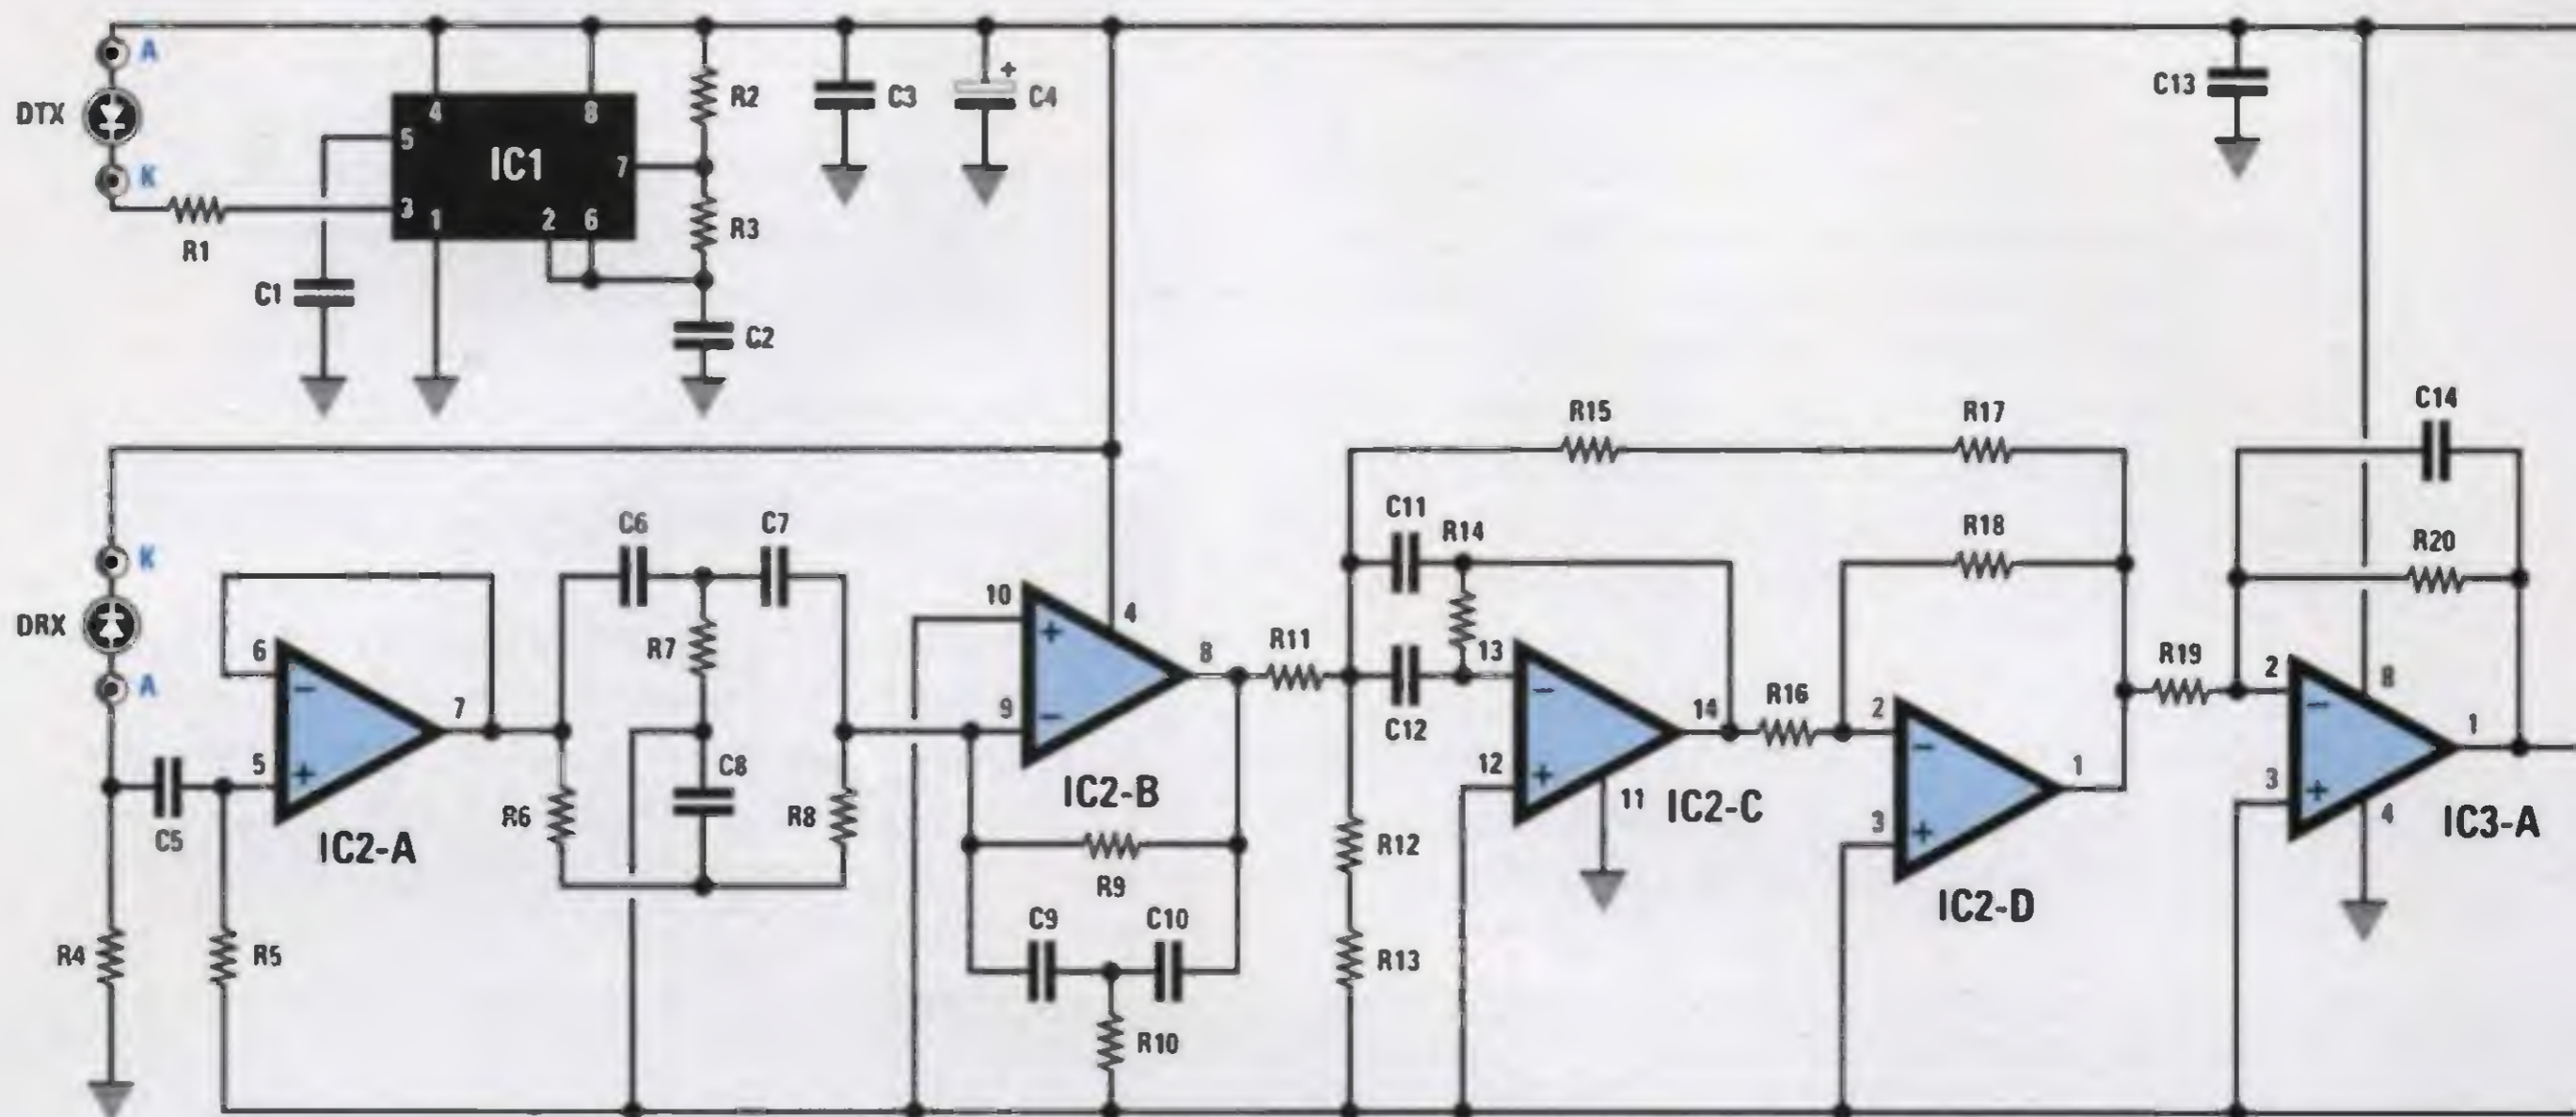 A
DTX
K
R1
C1
4
8
5
IC1
7
3
1
2
6
R2
R3
C2
C3
+
C4
C13
K
DRX
A
R4
C5
R5
6
−
5
+
7
IC2-A
C6
C7
R7
C8
R6
R8
10
+
9
−
4
8
IC2-B
R9
C9
C10
R10
R11
R12
R13
R15
R17
C11
R14
C12
13
−
12
+
14
11
IC2-C
R16
R18
2
−
3
+
1
IC2-D
R19
C14
R20
2
−
8
3
+
4
1
IC3-A